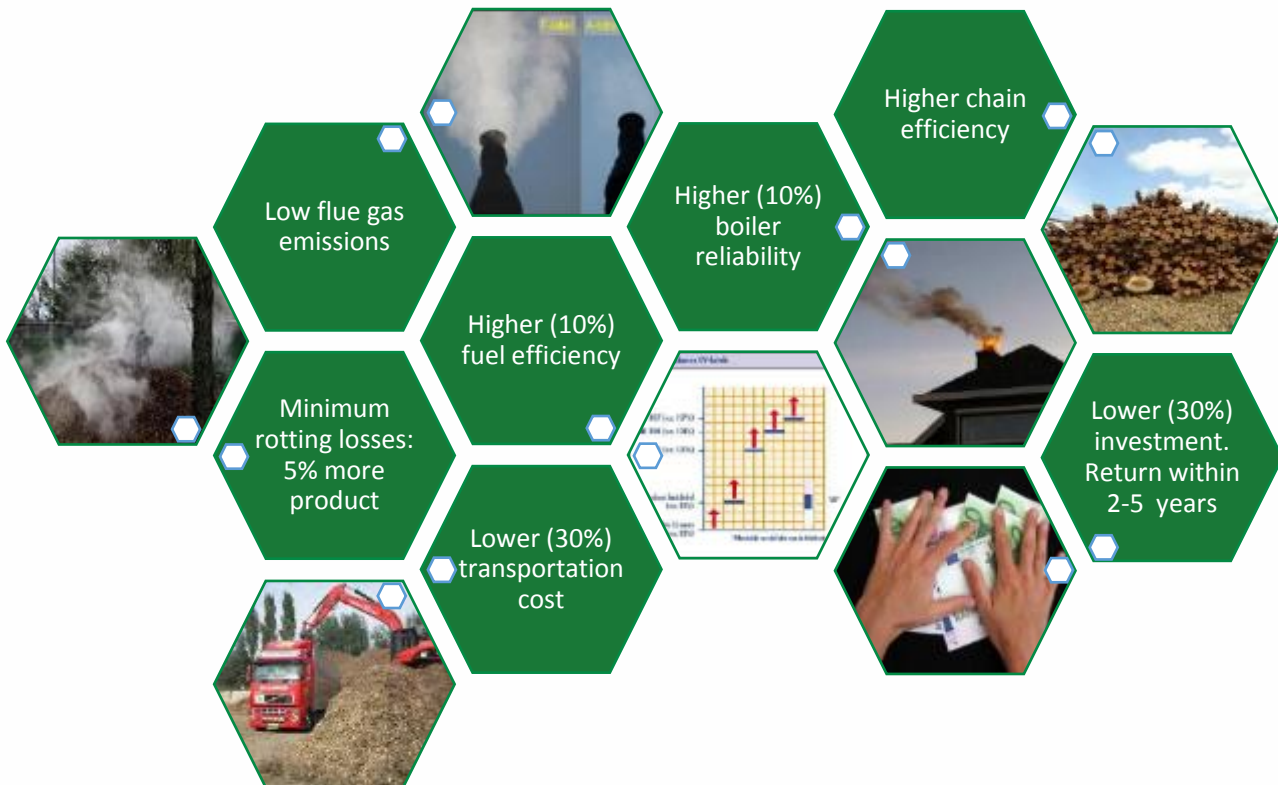 Low flue gas
emissions
Minimum
rotting losses:
5% more
product
Higher (10%)
fuel efficiency
Lower (30%)
transportation
cost
Higher (10%)
boiler
reliability
Higher chain
efficiency
Lower (30%)
investment.
Return within
2-5 years